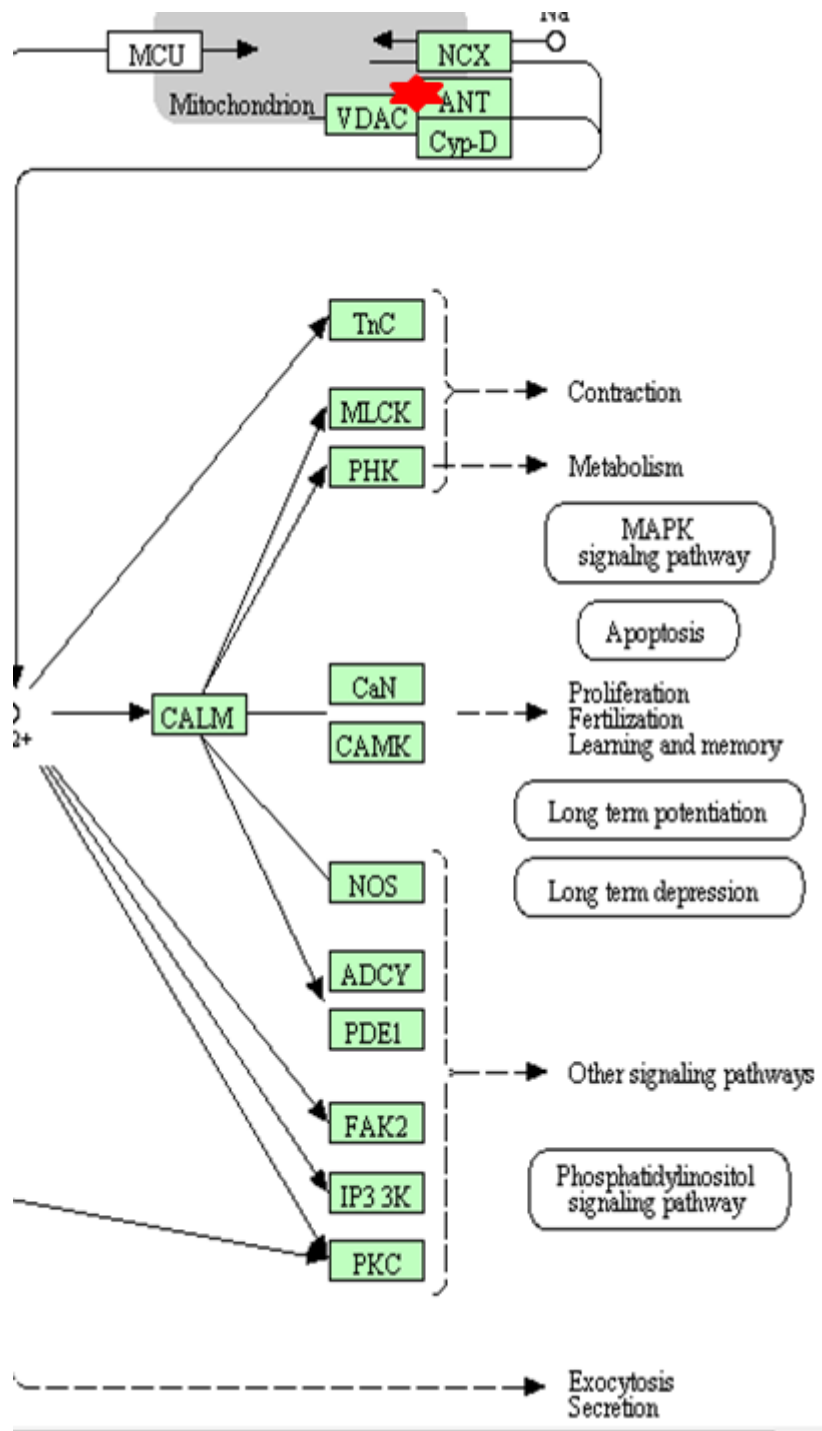 Na
MCU
NCX
Mitochondrion
VDAC
ANT
Cyp-D
TnC
Contraction
MLCK
PHK
Metabolism
MAPK
signalng pathway
Apoptosis
CaN
CALM
CAMK
Proliferation
Fertilization
Learning and memory
2+
Long term potentiation
NOS
Long term depression
ADCY
PDE1
Other signaling pathways
FAK2
IP3 3K
Phosphatidylinositol
signaling pathway
PKC
Exocytosis
Secretion